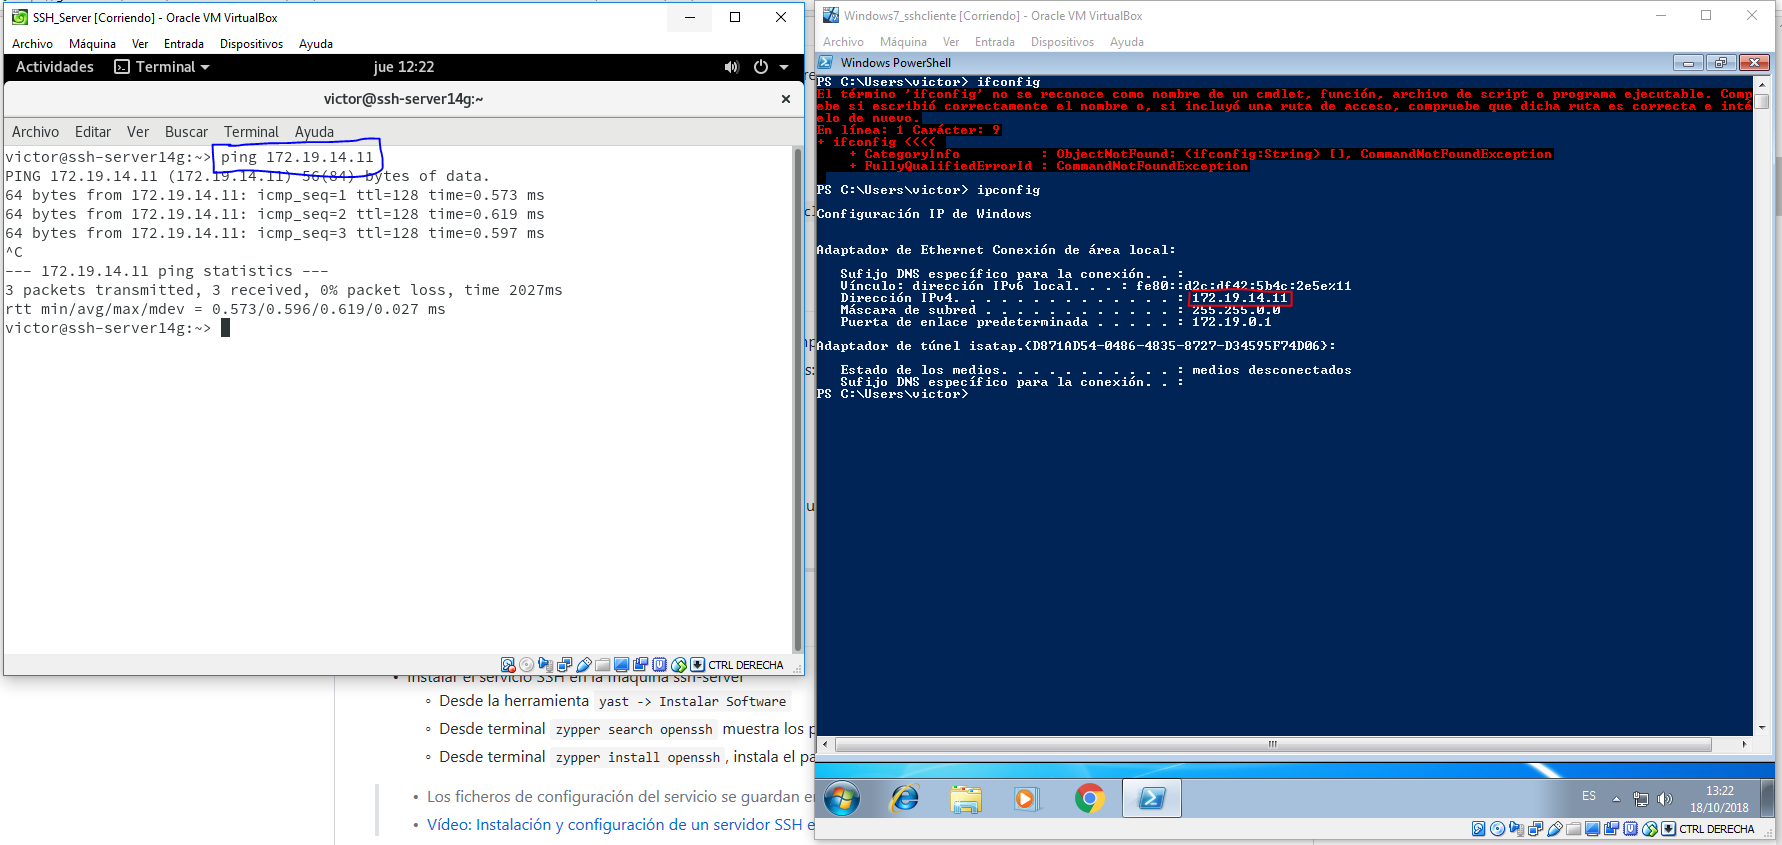 SSH_Server [Corriendo] - Oracle VM VirtualBox
Archivo Máquina Ver Entrada Dispositivos Ayuda
Actividades Terminal jue 12:22
victor@ssh-server14g:~
Archivo Editar Ver Buscar Terminal Ayuda
victor@ssh-server14g:~> ping 172.19.14.11
PING 172.19.14.11 (172.19.14.11) 56(84) bytes of data.
64 bytes from 172.19.14.11: icmp_seq=1 ttl=128 time=0.573 ms
64 bytes from 172.19.14.11: icmp_seq=2 ttl=128 time=0.619 ms
64 bytes from 172.19.14.11: icmp_seq=3 ttl=128 time=0.597 ms
^C
--- 172.19.14.11 ping statistics ---
3 packets transmitted, 3 received, 0% packet loss, time 2027ms
rtt min/avg/max/mdev = 0.573/0.596/0.619/0.027 ms
victor@ssh-server14g:~>
CTRL DERECHA
Instalar el servicio SSH en la máquina ssh-server
Desde la herramienta yast -> Instalar Software
Desde terminal zypper search openssh muestra los p
Desde terminal zypper install openssh , instala el pa
Los ficheros de configuración del servicio se guardan en
Vídeo: Instalación y configuración de un servidor SSH e
Windows7_sshcliente [Corriendo] - Oracle VM VirtualBox
Archivo Máquina Ver Entrada Dispositivos Ayuda
Windows PowerShell
PS C:\Users\victor> ifconfig
El término 'ifconfig' no se reconoce como nombre de un cmdlet, función, archivo de script o programa ejecutable. Comp
ebe si escribió correctamente el nombre o, si incluyó una ruta de acceso, compruebe que dicha ruta es correcta e inté
elo de nuevo.
En línea: 1 Carácter: 9
+ ifconfig <<<<
+ CategoryInfo : ObjectNotFound: (ifconfig:String) [], CommandNotFoundException
+ FullyQualifiedErrorId : CommandNotFoundException
PS C:\Users\victor> ipconfig
Configuración IP de Windows
Adaptador de Ethernet Conexión de área local:
Sufijo DNS específico para la conexión. . :
Vínculo: dirección IPv6 local. . . : fe80::d2c:df42:5b4c:2e5ex11
Dirección IPv4. . . . . . . . . . . . . . : 172.19.14.11
Máscara de subred . . . . . . . . . . . . : 255.255.0.0
Puerta de enlace predeterminada . . . . . : 172.19.0.1
Adaptador de túnel isatap.{D871AD54-0486-4835-8727-D34595F74D06}:
Estado de los medios. . . . . . . . . . . : medios desconectados
Sufijo DNS específico para la conexión. . :
PS C:\Users\victor>
ES 13:22
18/10/2018
CTRL DERECHA